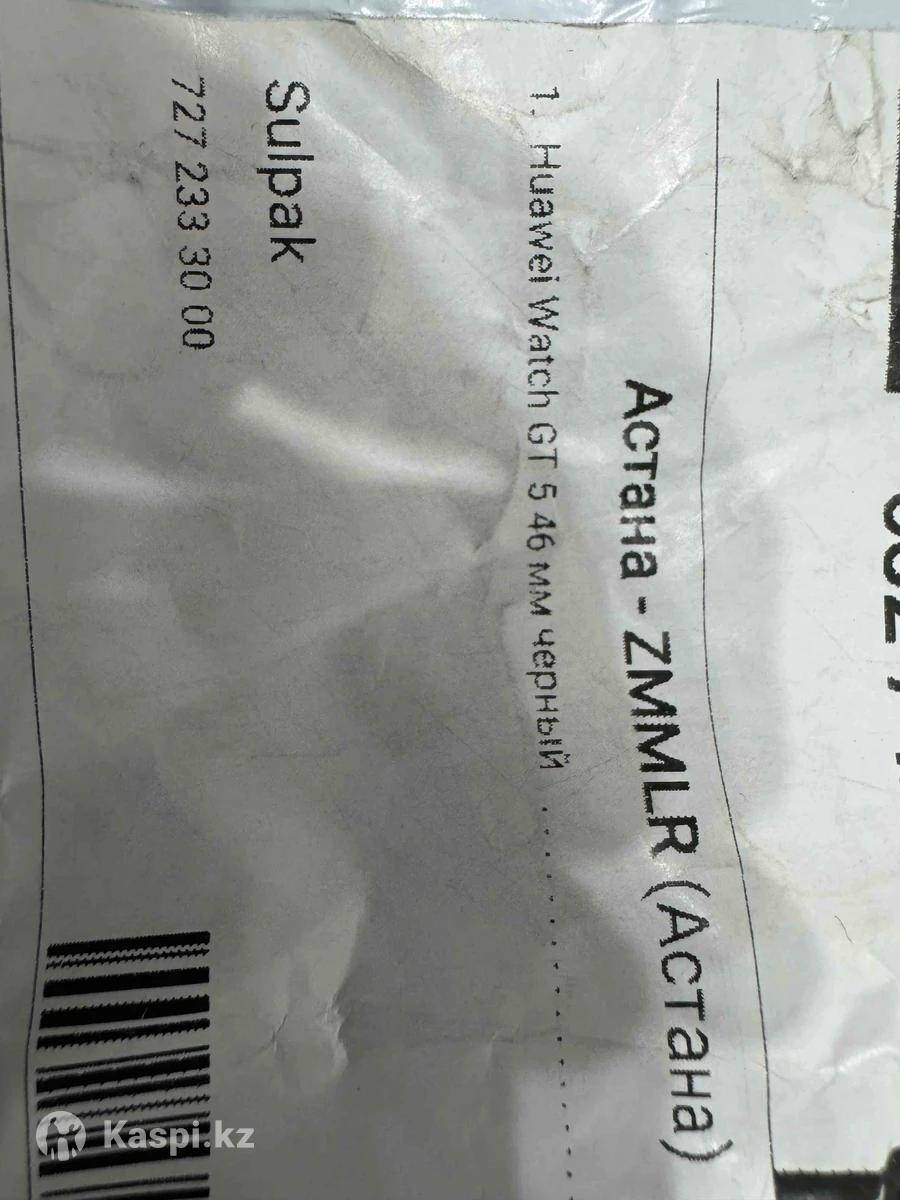 Астана - ZMMLR (Астана)
1. Huawei Watch GT 5 46 мм черный
Sulpak
727 233 30 00
Kaspi.kz